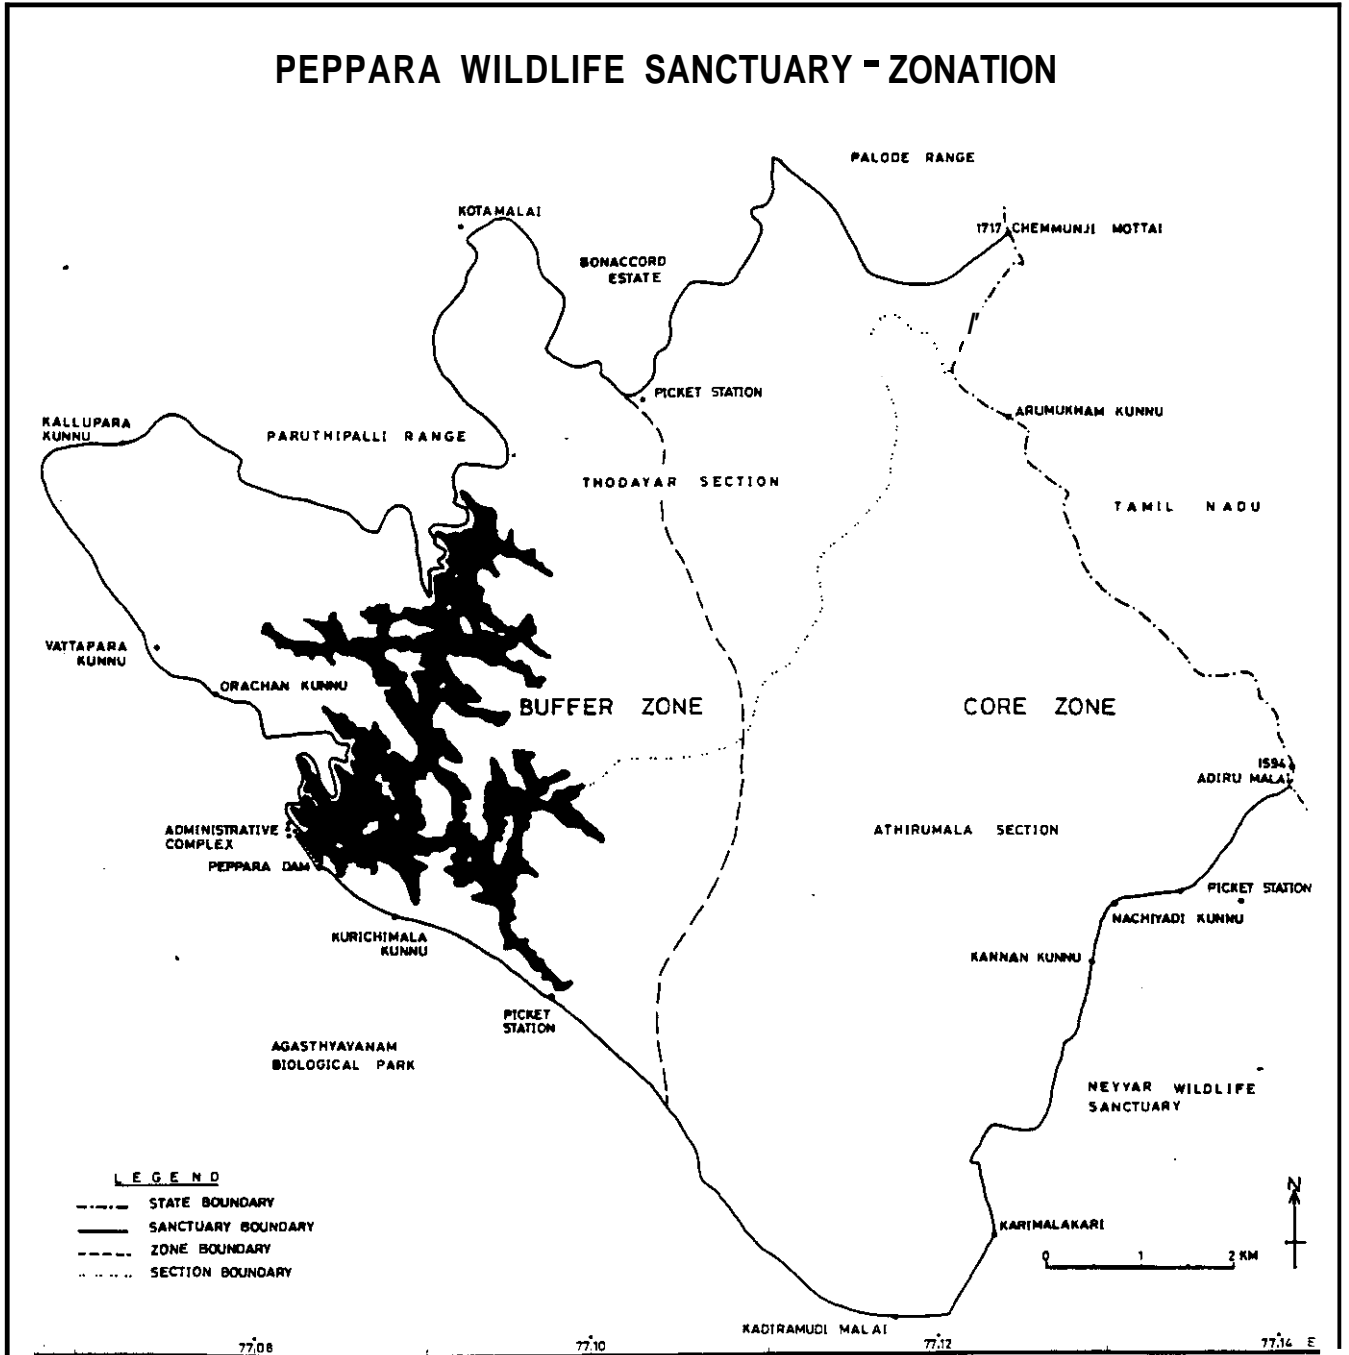 PEPPARA WILDLIFE SANCTUARY - ZONATION
PALODE RANGE
KOTAMALAI
1717 CHEMMUNJI MOTTAI
BONACCORD
ESTATE
PICKET STATION
ARUMUKHAM KUNNU
KALLUPARA
KUNNU
PARUTHIPALLI RANGE
THODAYAR SECTION
TAMIL NADU
VATTAPARA
KUNNU
ORACHAN KUNNU
BUFFER ZONE
CORE ZONE
1594
ADIRU MALAI
ADMINISTRATIVE
COMPLEX
ATHIRUMALA SECTION
PEPPARA DAM
PICKET STATION
NACHIYADI KUNNU
KURICHIMALA
KUNNU
KANNAN KUNNU
PICKET
STATION
AGASTHYAVANAM
BIOLOGICAL PARK
NEYYAR WILDLIFE
SANCTUARY
LEGEND
STATE BOUNDARY
SANCTUARY BOUNDARY
ZONE BOUNDARY
SECTION BOUNDARY
N
KARIMALAKARI
0 1 2 KM
KADIRAMUDI MALAI
77.08 77.10 77.12 77.14 E